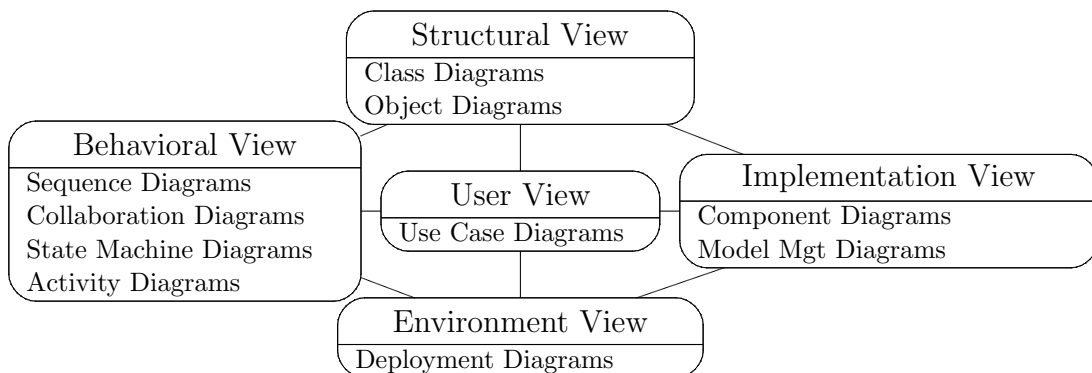 Structural View
Class Diagrams
Object Diagrams
Behavioral View
Sequence Diagrams
Collaboration Diagrams
State Machine Diagrams
Activity Diagrams
User View
Use Case Diagrams
Implementation View
Component Diagrams
Model Mgt Diagrams
Environment View
Deployment Diagrams